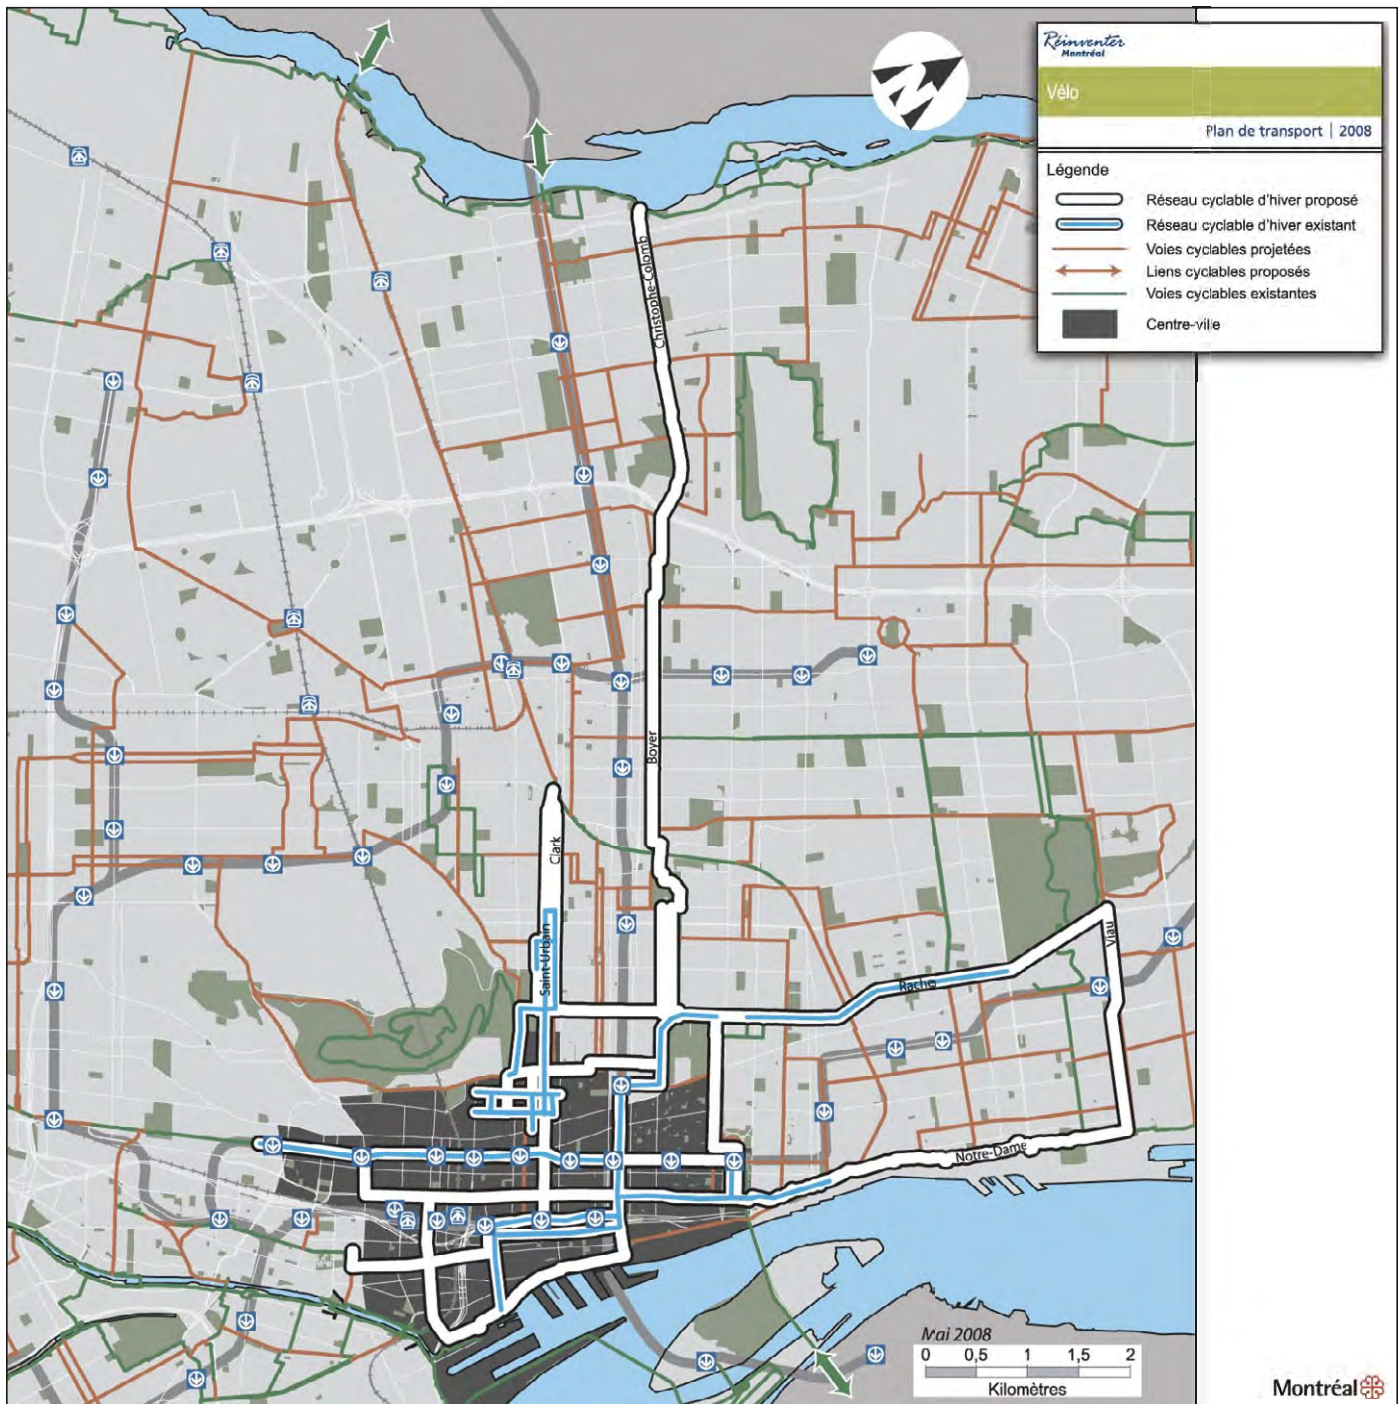 Réinventer
Montréal
Vélo
Plan de transport | 2008
Légende
Réseau cyclable d'hiver proposé
Réseau cyclable d'hiver existant
Voies cyclables projetées
Liens cyclables proposés
Voies cyclables existantes
Centre-ville
Christophe-Colomb
Boyer
Clark
Saint-Urbain
Rachel
Viau
Notre-Dame
Mai 2008
0 0,5 1 1,5 2
Kilomètres
Montréal